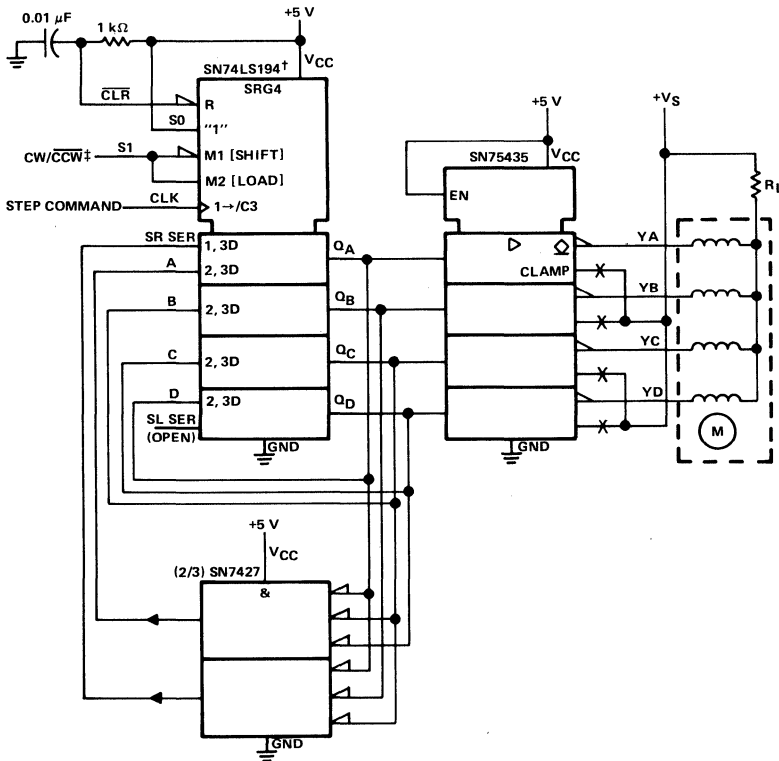 0.01 µF
1 kΩ
+5 V
VCC
SN74LS194†
SRG4
CLR
R
S0
"1"
CW/CCW‡
S1
M1 [SHIFT]
M2 [LOAD]
STEP COMMAND
CLK
1→/C3
SR SER
1, 3D
A
2, 3D
B
2, 3D
C
2, 3D
D
2, 3D
SL SER
(OPEN)
GND
QA
QB
QC
QD
+5 V
SN75435
VCC
EN
CLAMP
GND
YA
YB
YC
YD
+VS
M
+5 V
VCC
(2/3) SN7427
&
GND